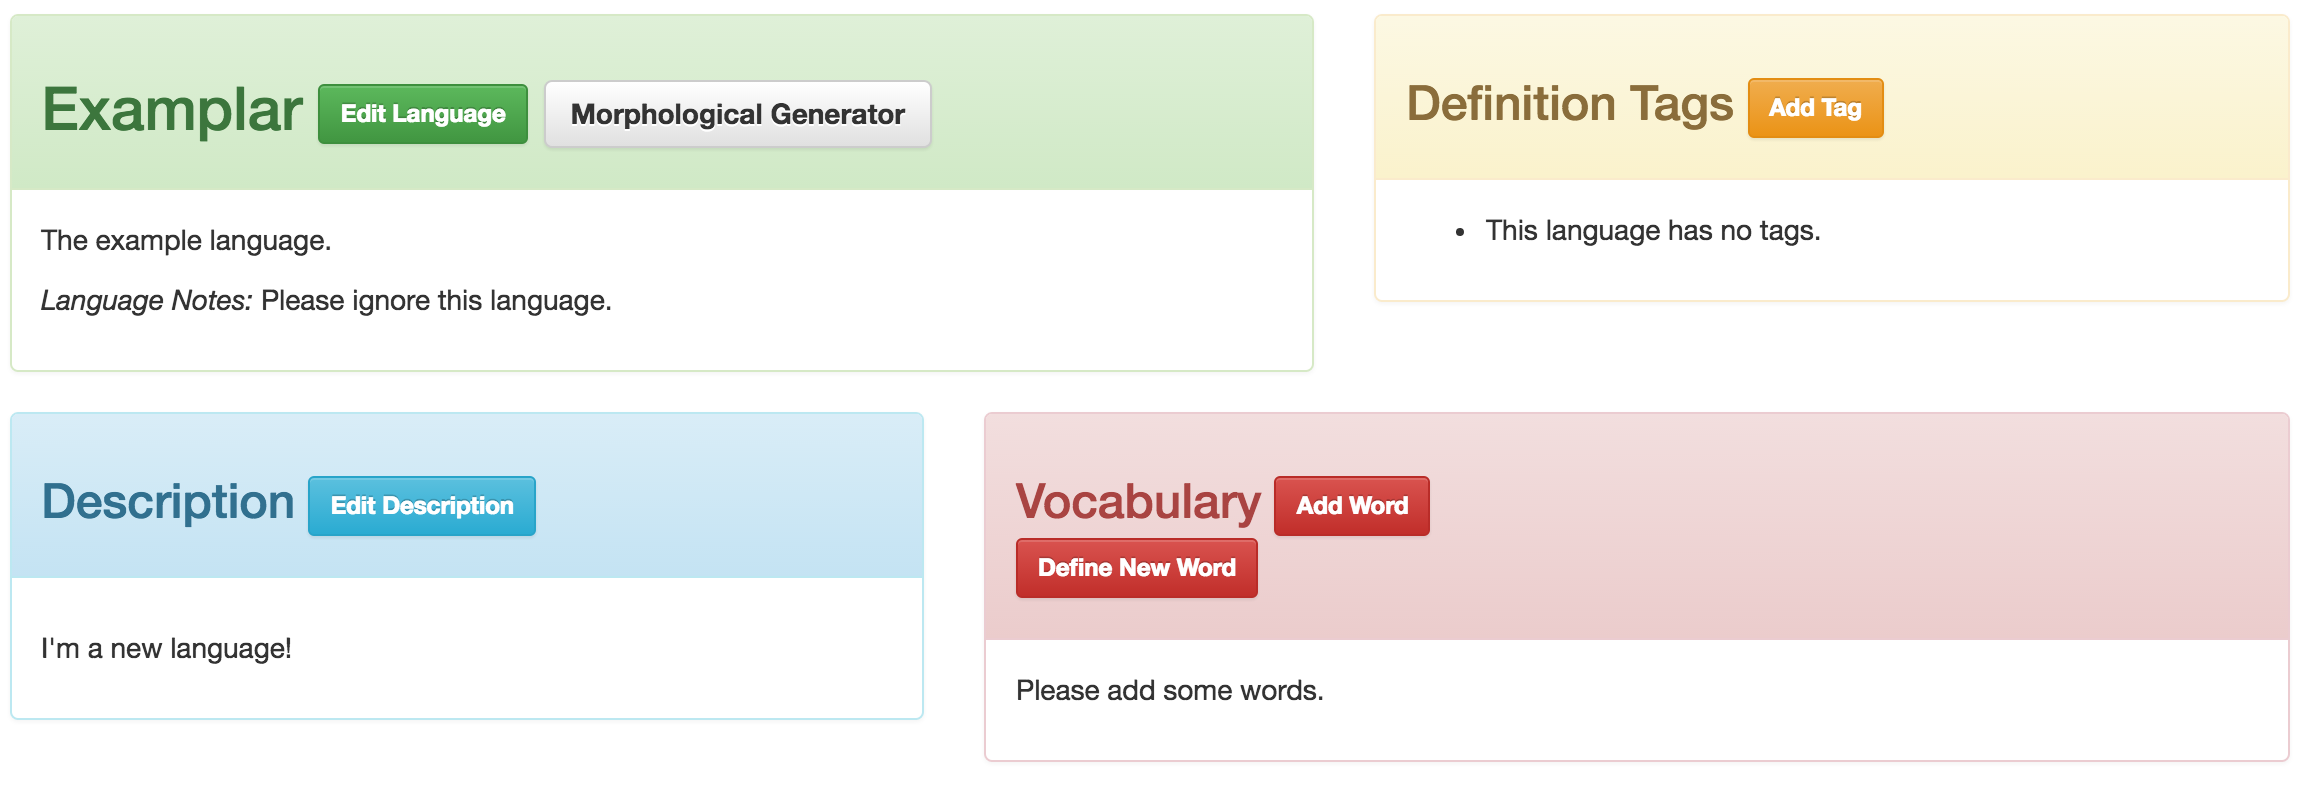 Examplar Edit Language Morphological Generator
The example language.
Language Notes: Please ignore this language.
Definition Tags Add Tag
• This language has no tags.
Description Edit Description
I'm a new language!
Vocabulary Add Word
Define New Word
Please add some words.